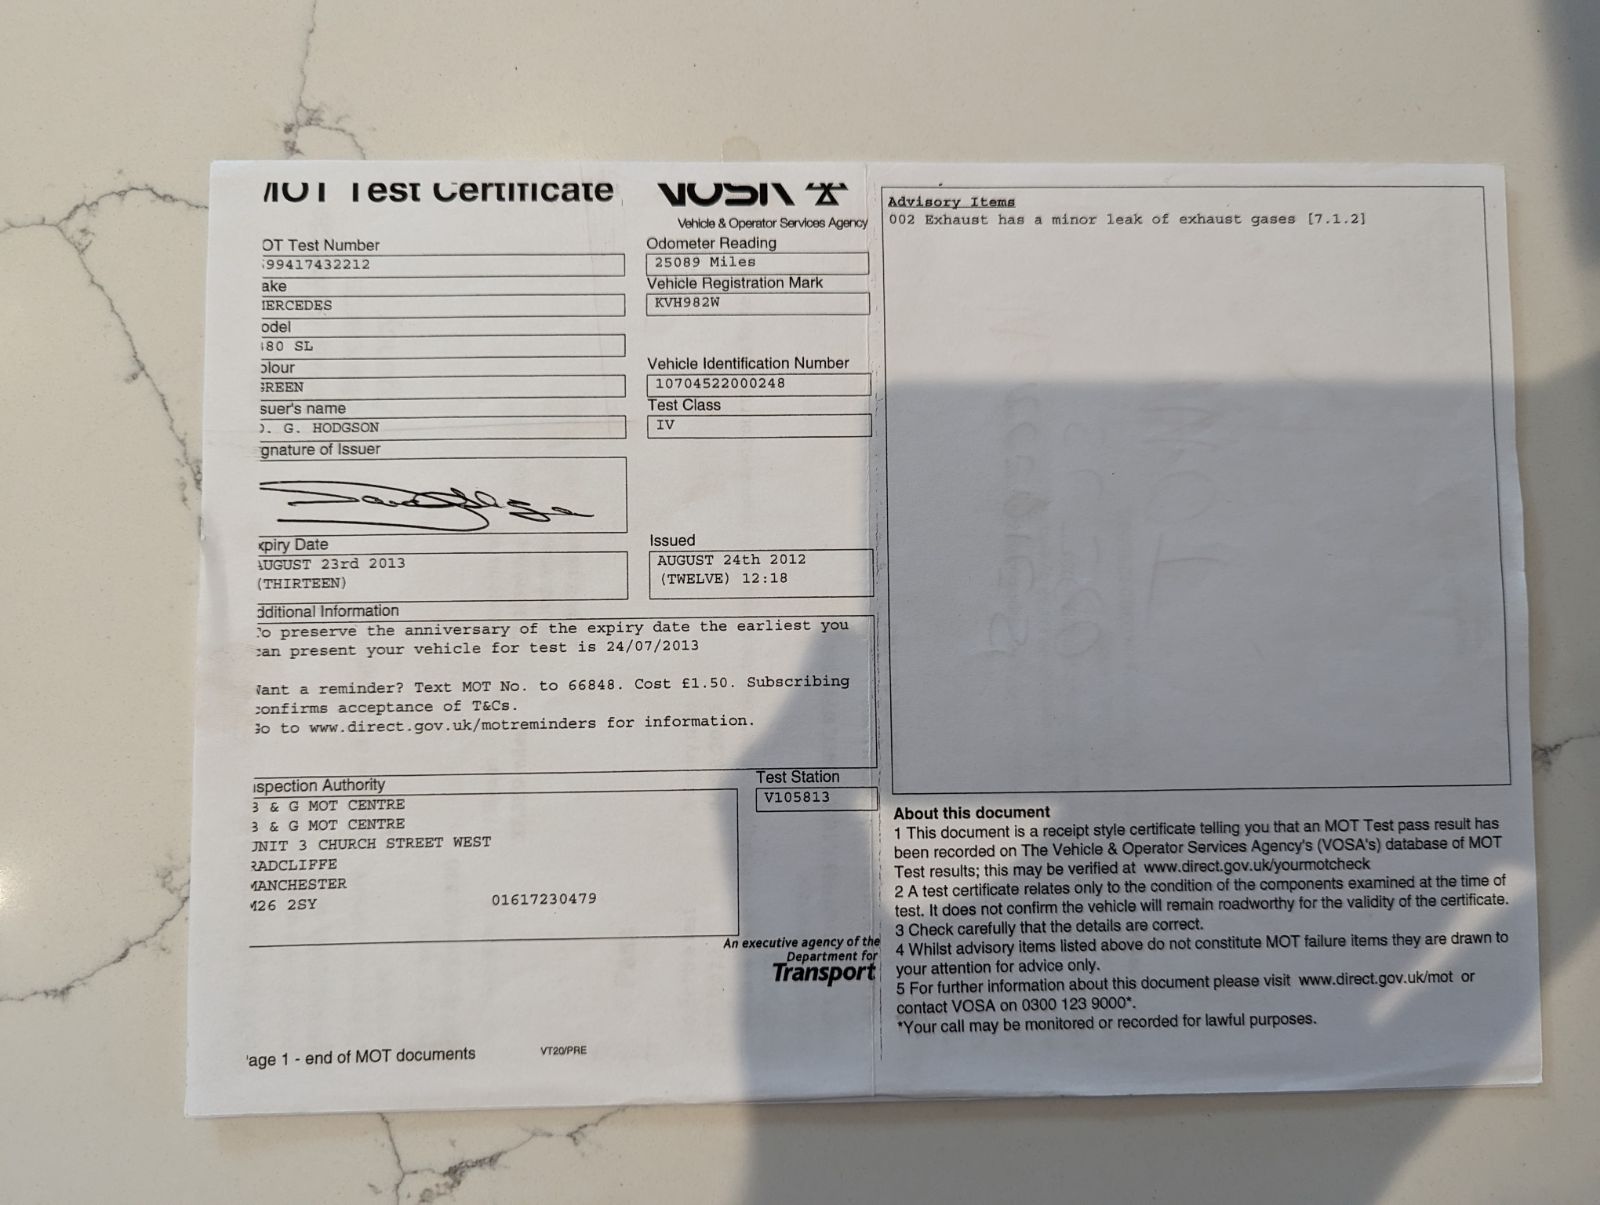 MOT Test Certificate
VOSA
Vehicle & Operator Services Agency
OT Test Number
99417432212
ake
ERCEDES
odel
80 SL
olour
REEN
suer's name
. G. HODGSON
gnature of Issuer
xpiry Date
UGUST 23rd 2013
(THIRTEEN)
Odometer Reading
25089 Miles
Vehicle Registration Mark
KVH982W
Vehicle Identification Number
10704522000248
Test Class
IV
Issued
AUGUST 24th 2012
(TWELVE) 12:18
dditional Information
To preserve the anniversary of the expiry date the earliest you
can present your vehicle for test is 24/07/2013
Want a reminder? Text MOT No. to 66848. Cost £1.50. Subscribing
confirms acceptance of T&Cs.
Go to www.direct.gov.uk/motreminders for information.
spection Authority
& G MOT CENTRE
& G MOT CENTRE
UNIT 3 CHURCH STREET WEST
RADCLIFFE
MANCHESTER
M26 2SY 01617230479
Test Station
V105813
An executive agency of the
Department for
Transport
age 1 - end of MOT documents
VT20/PRE
Advisory Items
002 Exhaust has a minor leak of exhaust gases [7.1.2]
About this document
1 This document is a receipt style certificate telling you that an MOT Test pass result has
been recorded on The Vehicle & Operator Services Agency's (VOSA's) database of MOT
Test results; this may be verified at www.direct.gov.uk/yourmotcheck
2 A test certificate relates only to the condition of the components examined at the time of
test. It does not confirm the vehicle will remain roadworthy for the validity of the certificate.
3 Check carefully that the details are correct.
4 Whilst advisory items listed above do not constitute MOT failure items they are drawn to
your attention for advice only.
5 For further information about this document please visit www.direct.gov.uk/mot or
contact VOSA on 0300 123 9000*.
*Your call may be monitored or recorded for lawful purposes.